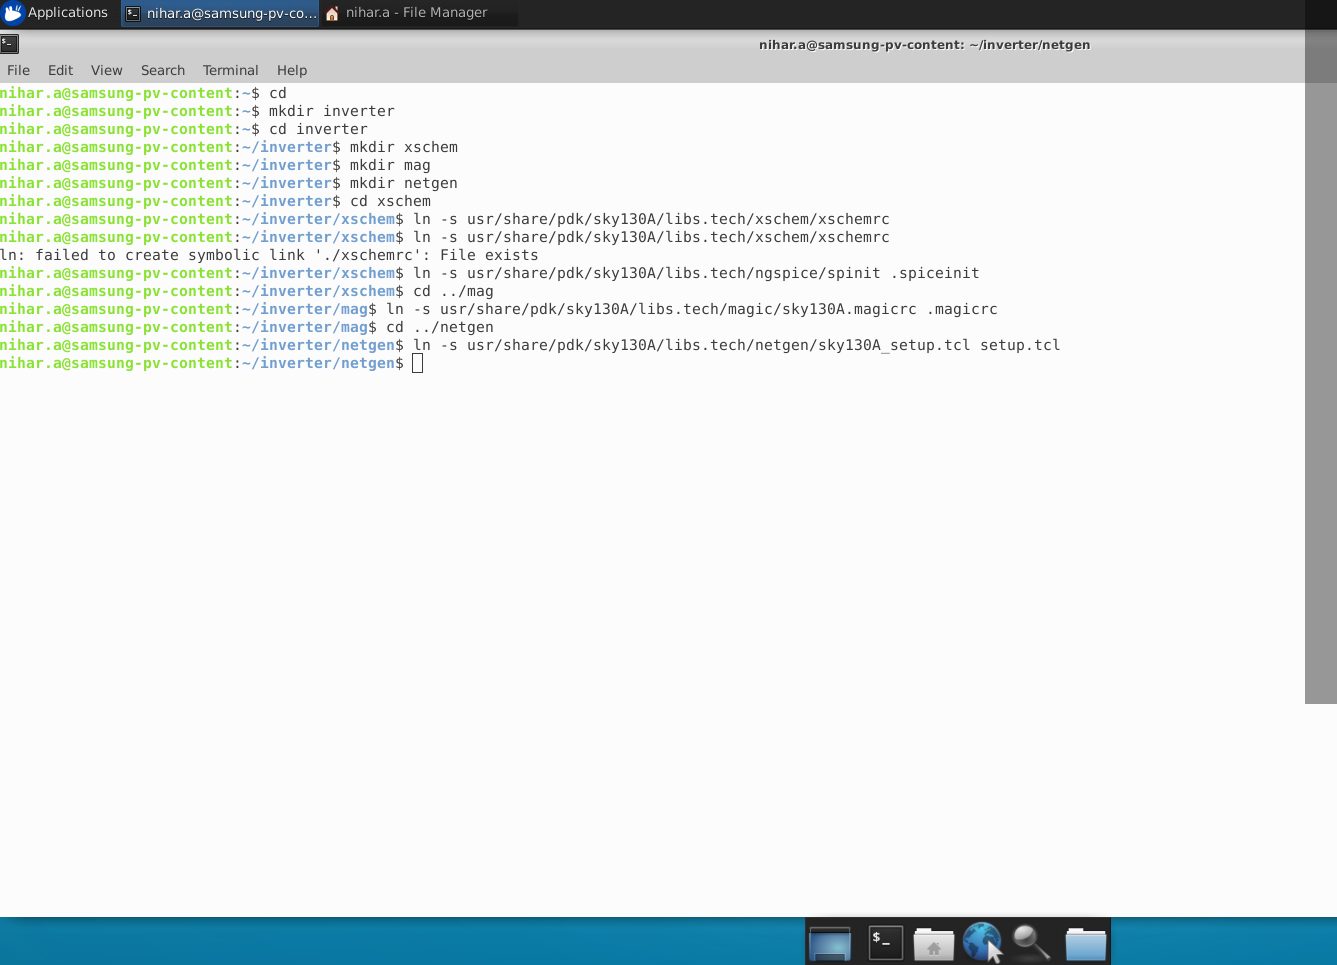 Applications
nihar.a@samsung-pv-co...
nihar.a - File Manager
nihar.a@samsung-pv-content: ~/inverter/netgen
File Edit View Search Terminal Help
nihar.a@samsung-pv-content:~$ cd
nihar.a@samsung-pv-content:~$ mkdir inverter
nihar.a@samsung-pv-content:~$ cd inverter
nihar.a@samsung-pv-content:~/inverter$ mkdir xschem
nihar.a@samsung-pv-content:~/inverter$ mkdir mag
nihar.a@samsung-pv-content:~/inverter$ mkdir netgen
nihar.a@samsung-pv-content:~/inverter$ cd xschem
nihar.a@samsung-pv-content:~/inverter/xschem$ ln -s usr/share/pdk/sky130A/libs.tech/xschem/xschemrc
nihar.a@samsung-pv-content:~/inverter/xschem$ ln -s usr/share/pdk/sky130A/libs.tech/xschem/xschemrc
ln: failed to create symbolic link './xschemrc': File exists
nihar.a@samsung-pv-content:~/inverter/xschem$ ln -s usr/share/pdk/sky130A/libs.tech/ngspice/spinit .spiceinit
nihar.a@samsung-pv-content:~/inverter/xschem$ cd ../mag
nihar.a@samsung-pv-content:~/inverter/mag$ ln -s usr/share/pdk/sky130A/libs.tech/magic/sky130A.magicrc .magicrc
nihar.a@samsung-pv-content:~/inverter/mag$ cd ../netgen
nihar.a@samsung-pv-content:~/inverter/netgen$ ln -s usr/share/pdk/sky130A/libs.tech/netgen/sky130A_setup.tcl setup.tcl
nihar.a@samsung-pv-content:~/inverter/netgen$
$_